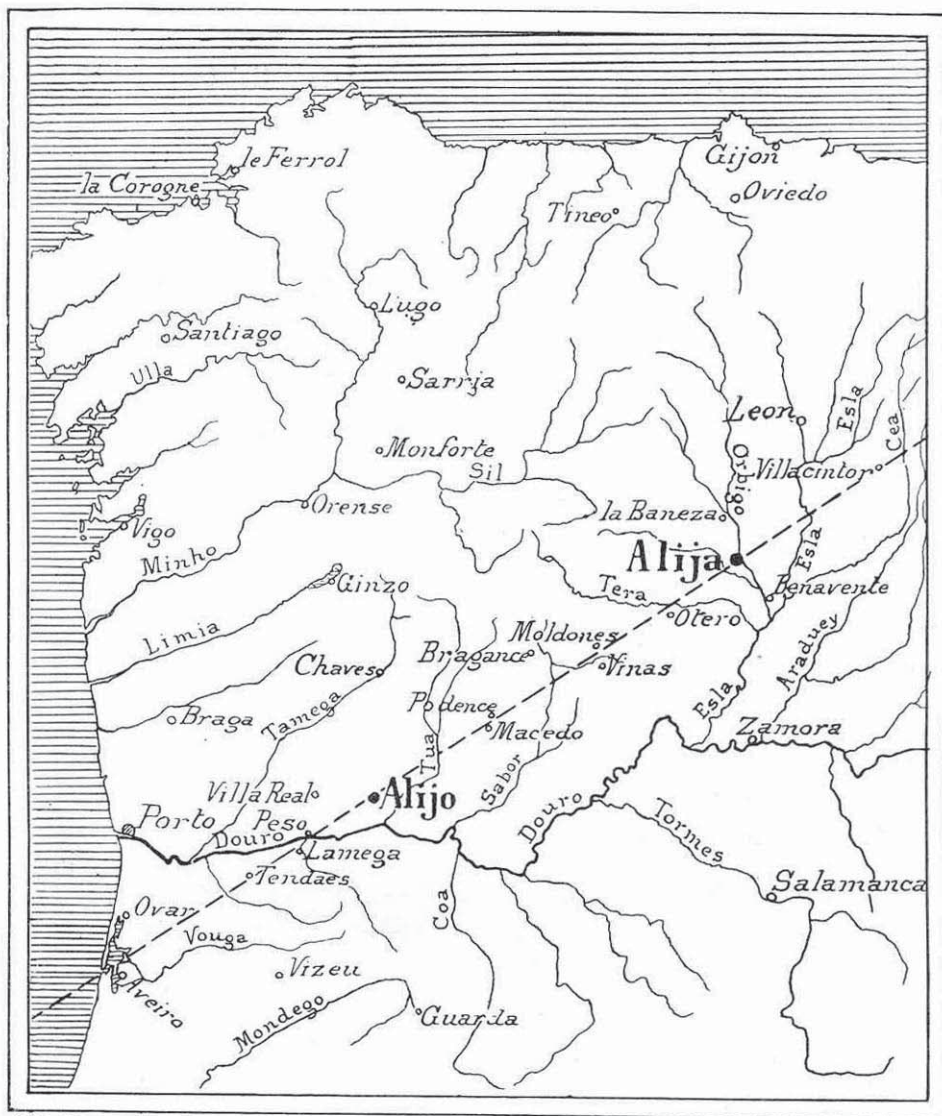 le Ferrol
la Corogne
Gijon
Oviedo
Tineo
Lugo
Santiago
Ulla
Sarrja
Leon
Esla
Cea
Monforte
Sil
Villacintor
Orbigo
Orense
la Baneza
Vigo
Minho
Alija
Esla
Ginzo
Tera
Benavente
Otero
Limia
Moldones
Araduey
Chaves
Bragance
Vinas
Esla
Braga
Tamega
Podence
Macedo
Zamora
Tua
Sabor
Villa Real
Alijo
Porto
Douro
Peso
Lamega
Douro
Tormes
Tendaes
Salamanca
Ovar
Vouga
Coa
Aveiro
Vizeu
Mondego
Guarda